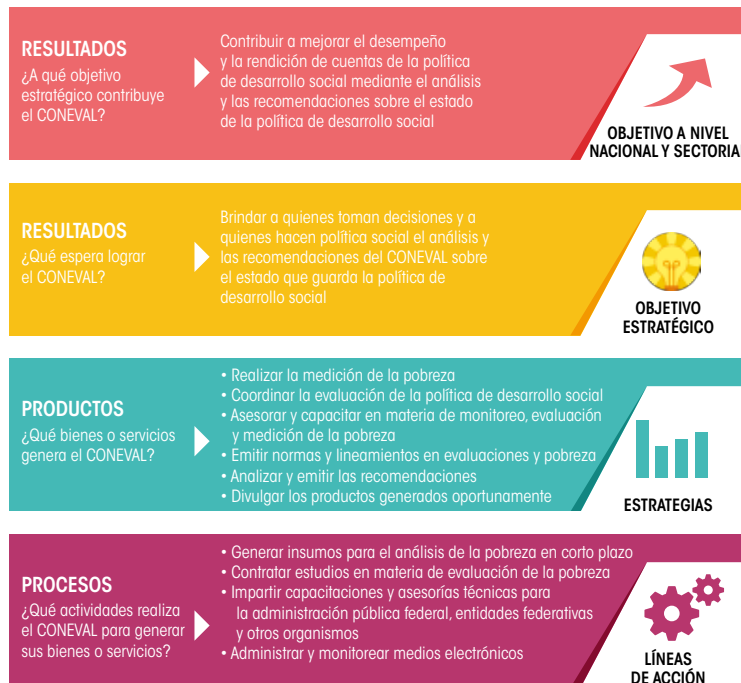 RESULTADOS
¿A qué objetivo
estratégico contribuye
el CONEVAL?
Contribuir a mejorar el desempeño
y la rendición de cuentas de la política
de desarrollo social mediante el análisis
y las recomendaciones sobre el estado
de la política de desarrollo social
OBJETIVO A NIVEL
NACIONAL Y SECTORIA
RESULTADOS
¿Qué espera lograr
el CONEVAL?
Brindar a quienes toman decisiones y a
quienes hacen política social el análisis y
las recomendaciones del CONEVAL sobre
el estado que guarda la política de
desarrollo social
OBJETIVO
ESTRATÉGICO
PRODUCTOS
¿Qué bienes o servicios
genera el CONEVAL?
• Realizar la medición de la pobreza
• Coordinar la evaluación de la política de desarrollo social
• Asesorar y capacitar en materia de monitoreo, evaluación
y medición de la pobreza
• Emitir normas y lineamientos en evaluaciones y pobreza
• Analizar y emitir las recomendaciones
• Divulgar los productos generados oportunamente
ESTRATEGIAS
PROCESOS
¿Qué actividades realiza
el CONEVAL para generar
sus bienes o servicios?
• Generar insumos para el análisis de la pobreza en corto plazo
• Contratar estudios en materia de evaluación de la pobreza
• Impartir capacitaciones y asesorías técnicas para
la administración pública federal, entidades federativas
y otros organismos
• Administrar y monitorear medios electrónicos
LÍNEAS
DE ACCIÓN